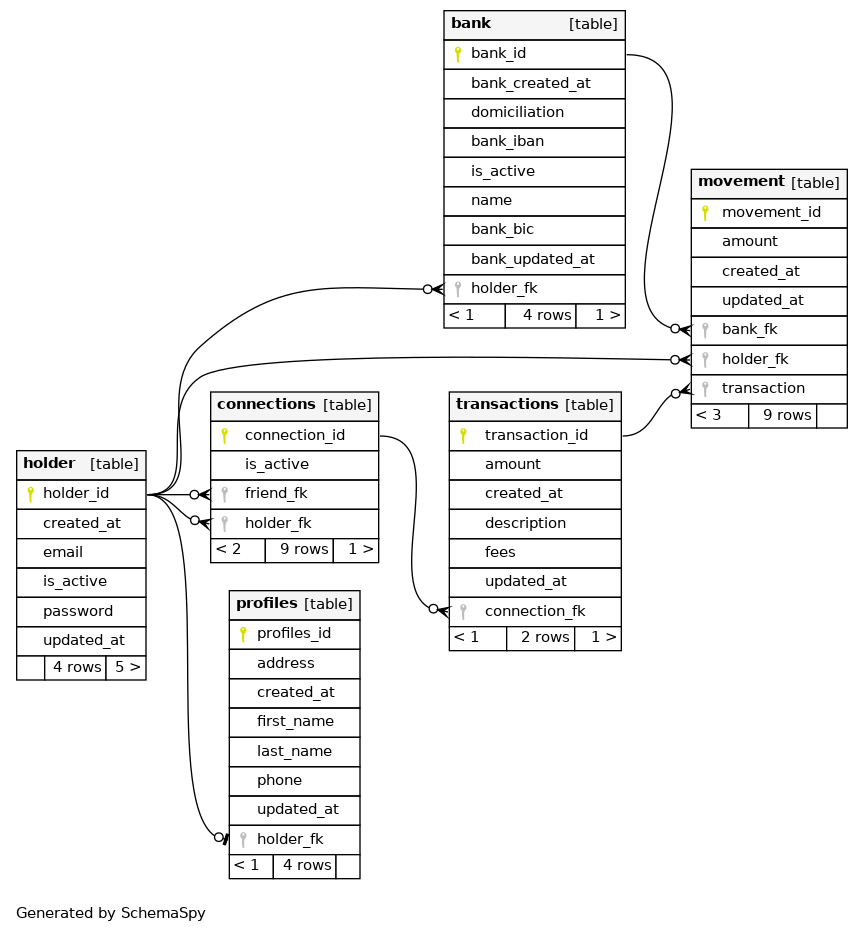 bank [table]
bank_id
bank_created_at
domiciliation
bank_iban
is_active
name
bank_bic
bank_updated_at
holder_fk
< 1 4 rows 1 >
movement [table]
movement_id
amount
created_at
updated_at
bank_fk
holder_fk
transaction
< 3 9 rows
connections [table]
connection_id
is_active
friend_fk
holder_fk
< 2 9 rows 1 >
transactions [table]
transaction_id
amount
created_at
description
fees
updated_at
connection_fk
< 1 2 rows 1 >
holder [table]
holder_id
created_at
email
is_active
password
updated_at
4 rows 5 >
profiles [table]
profiles_id
address
created_at
first_name
last_name
phone
updated_at
holder_fk
< 1 4 rows
Generated by SchemaSpy